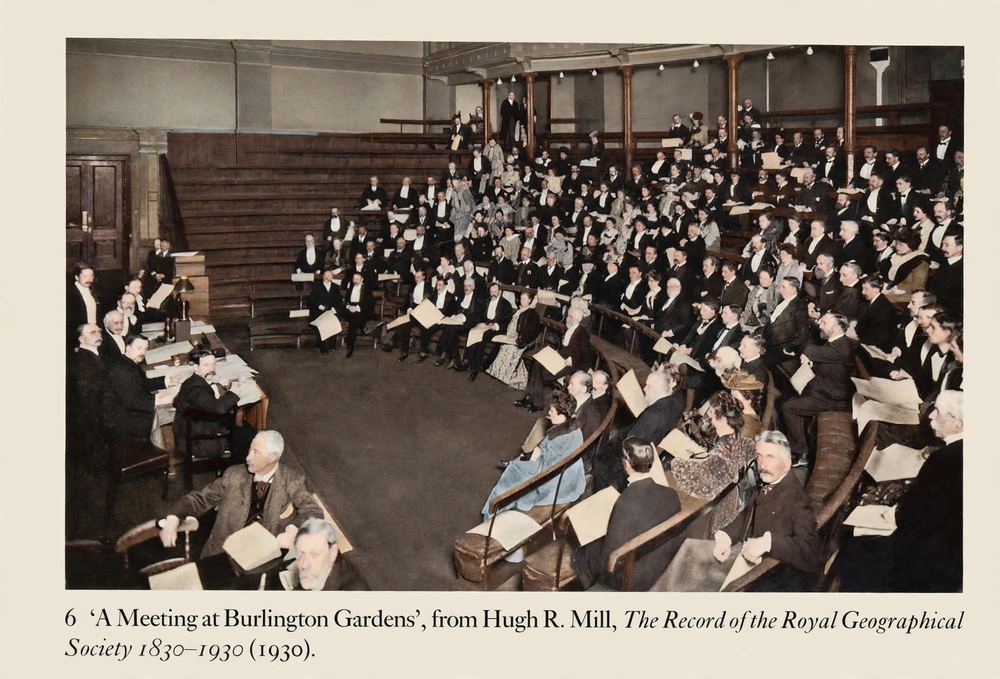 6 ‘A Meeting at Burlington Gardens’, from Hugh R. Mill, The Record of the Royal Geographical
Society 1830–1930 (1930).